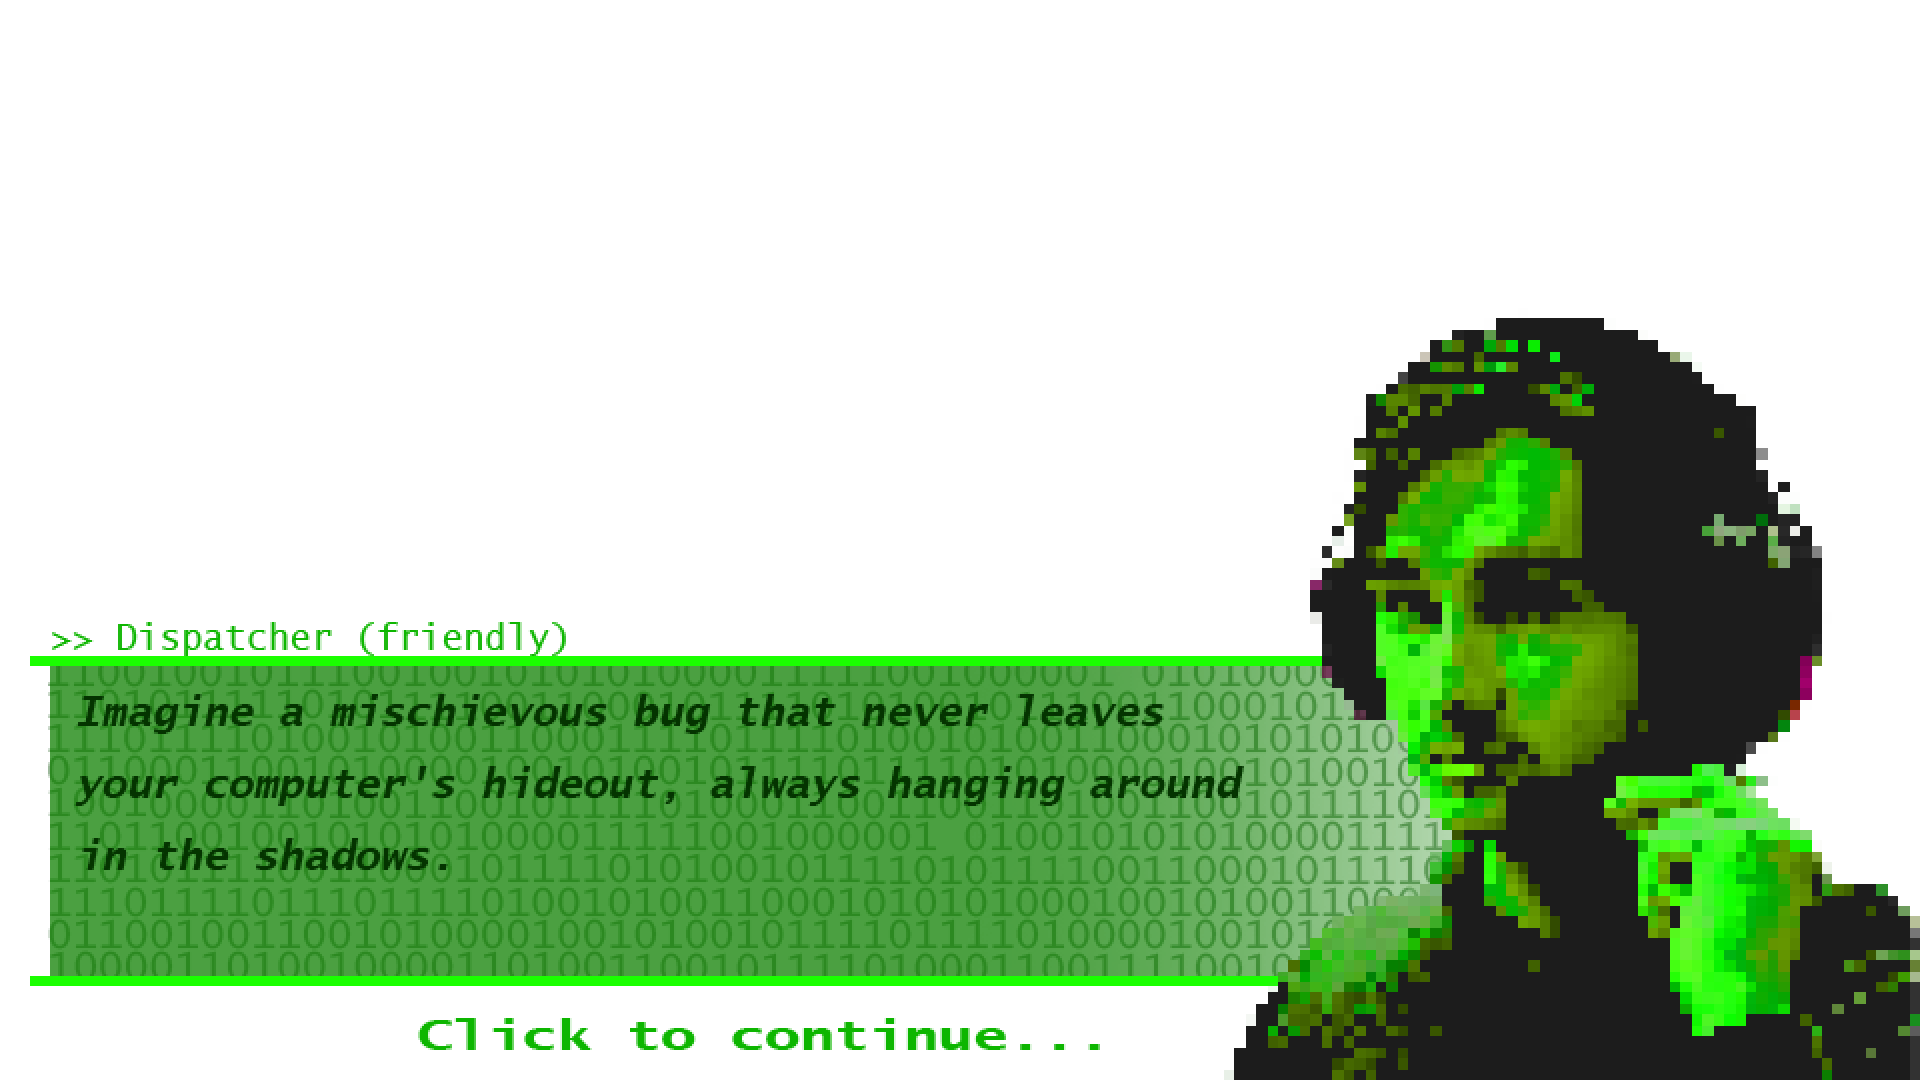 >> Dispatcher (friendly)
Imagine a mischievous bug that never leaves
your computer's hideout, always hanging around
in the shadows.
Click to continue...